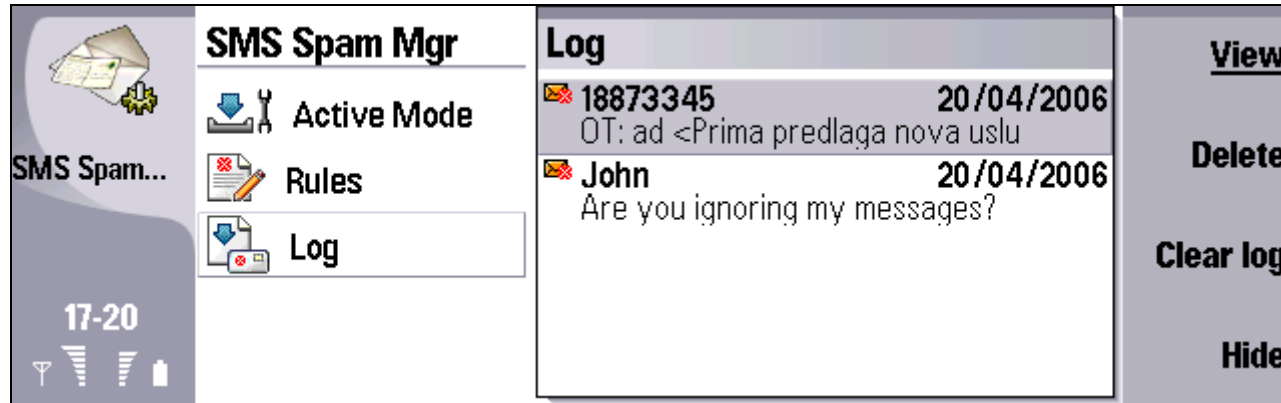 SMS Spam...
17-20
SMS Spam Mgr
Active Mode
Rules
Log
Log
18873345 20/04/2006
OT: ad <Prima predlaga nova uslu
John 20/04/2006
Are you ignoring my messages?
View
Delete
Clear log
Hide